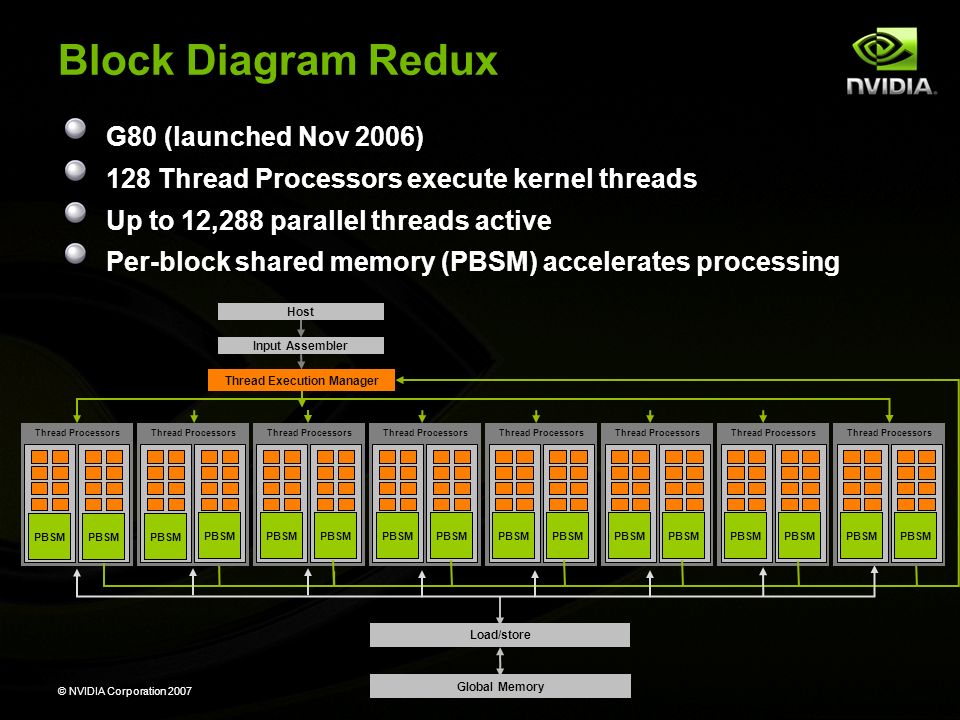 Block Diagram Redux
NVIDIA.
G80 (launched Nov 2006)
128 Thread Processors execute kernel threads
Up to 12,288 parallel threads active
Per-block shared memory (PBSM) accelerates processing
Host
Input Assembler
Thread Execution Manager
Thread Processors Thread Processors Thread Processors Thread Processors Thread Processors Thread Processors Thread Processors Thread Processors
PBSM PBSM PBSM PBSM PBSM PBSM PBSM PBSM PBSM PBSM PBSM PBSM PBSM PBSM PBSM PBSM
Load/store
Global Memory
© NVIDIA Corporation 2007